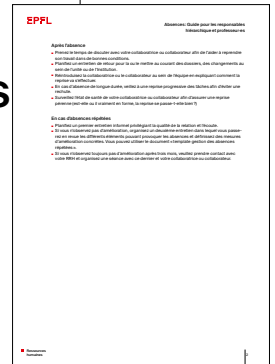 s
EPFL
Absences: Guide pour les responsables
hiérarchique et professeur·es
Après l'absence
Prenez le temps de discuter avec votre collaboratrice ou collaborateur afin de l'aider à reprendre
son travail dans de bonnes conditions.
Planifiez un entretien de retour pour la ou le mettre au courant des dossiers, des changements au
sein de l'unité ou de l'institution.
Réintroduisez la collaboratrice ou le collaborateur au sein de l'équipe en expliquant comment la
reprise va s'effectuer.
En cas d'absence de longue durée, veillez à une reprise progressive des tâches afin d'éviter une
rechute.
Surveillez l'état de santé de votre collaboratrice ou collaborateur afin d'assurer une reprise
pérenne (est-elle ou il vraiment en forme, la reprise se passe-t-elle bien ?)
En cas d'absences répétées
Planifiez un premier entretien informel privilégiant la qualité de la relation et l'écoute.
Si vous n'observez pas d'amélioration, organisez un deuxième entretien dans lequel vous passe-
rez en revue les différents éléments pouvant provoquer les absences et définissez des mesures
d'amélioration concrètes. Vous pouvez utiliser le document « template gestion des absences
répétées ».
Si vous n'observez toujours pas d'amélioration après trois mois, veuillez prendre contact avec
votre RRH et organisez une séance avec ce dernier et votre collaboratrice ou collaborateur.
Ressources
humaines